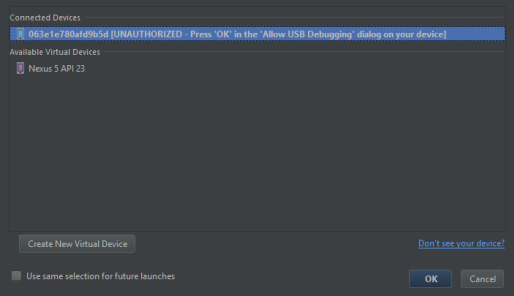 Connected Devices
063e1e780afd9b5d [UNAUTHORIZED - Press 'OK' in the 'Allow USB Debugging' dialog on your device]
Available Virtual Devices
Nexus 5 API 23
Create New Virtual Device
Don't see your device?
Use same selection for future launches
OK
Cancel